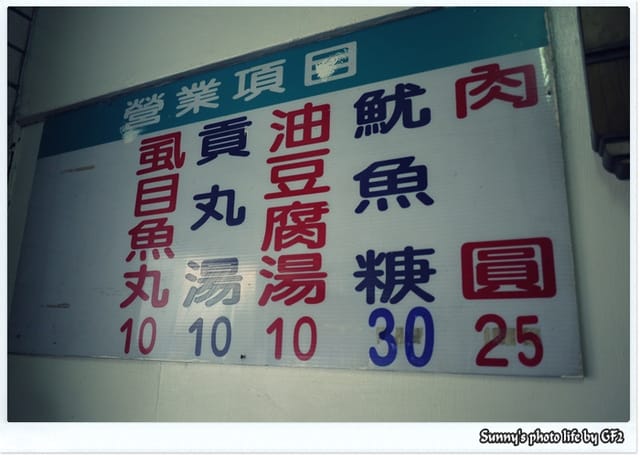 營業項目
肉圓 25
魷魚糖 30
油豆腐湯 10
貢丸湯 10
虱目魚丸 10
Sunny's photo life by GF2